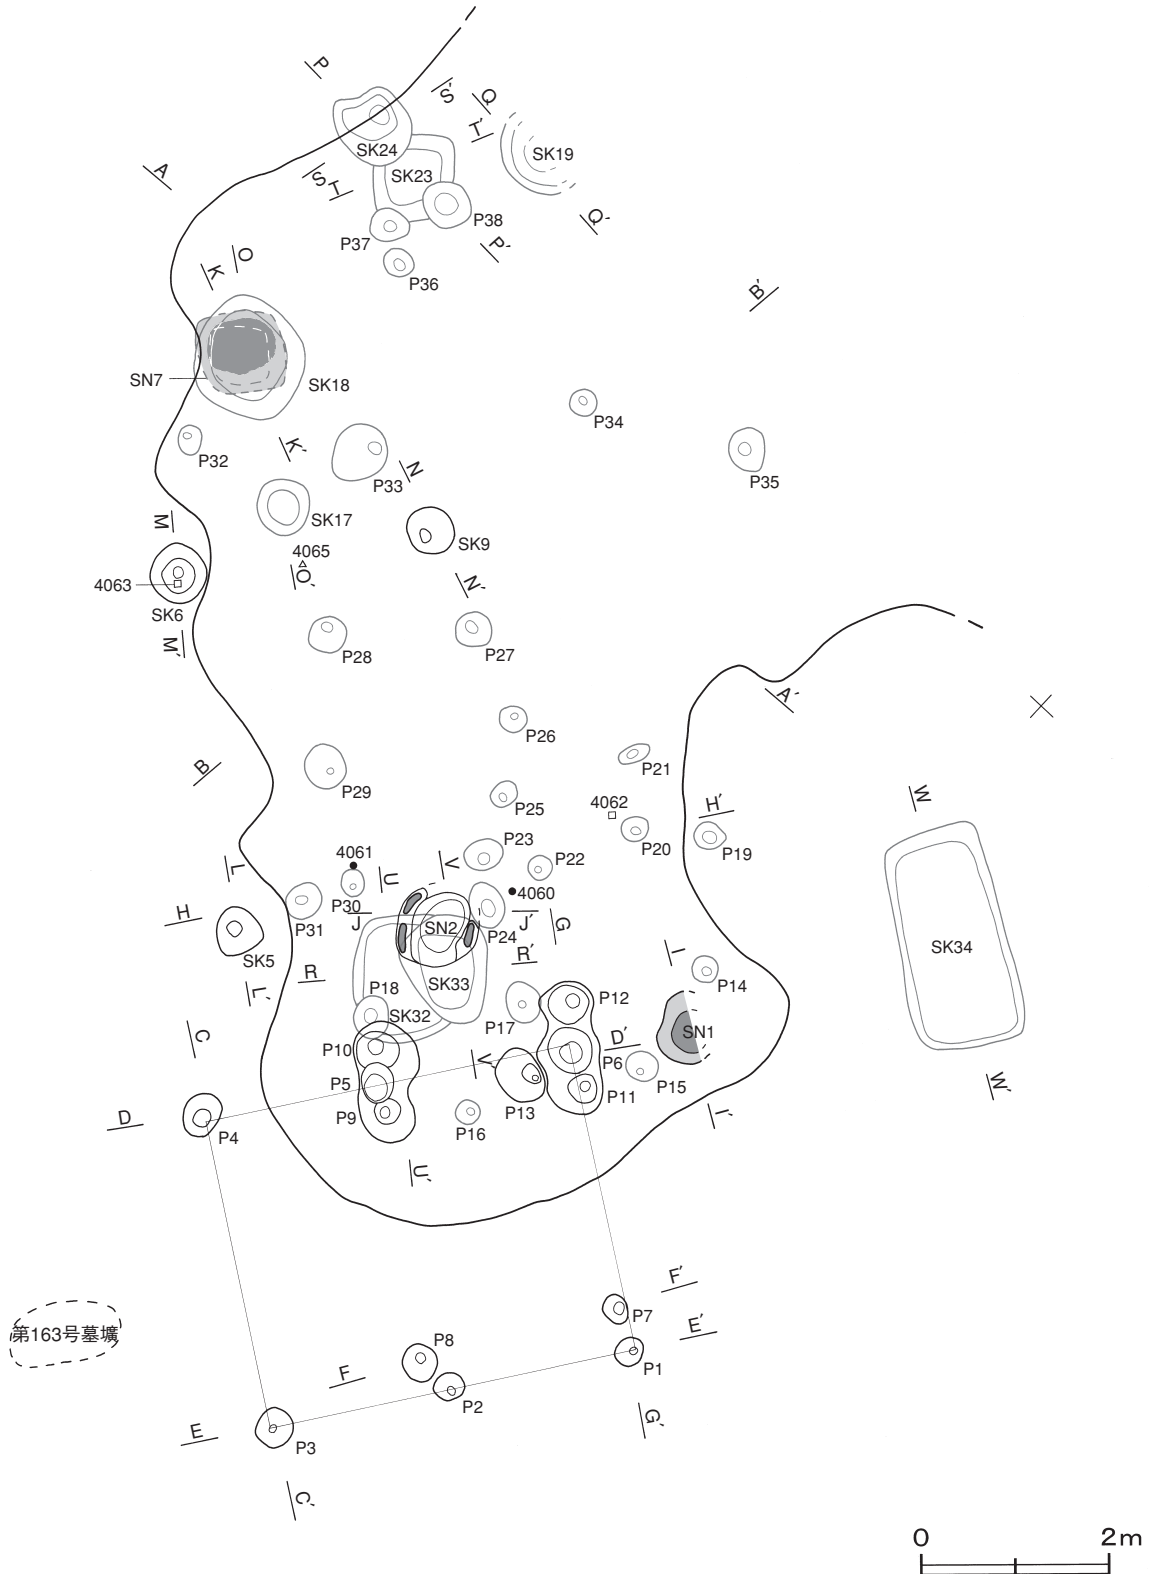 P
S′
Q
T′
SK24
SK19
A
S
T
SK23
P38
Q′
P37
P′
O
K
P36
B′
SN7
SK18
P34
K′
P32
N
P33
P35
M
SK17
SK9
4065
4063
O′
N′
SK6
M′
P28
P27
A′
P26
B
P21
P29
P25
4062
H′
W
P23
4061
P20
P19
V
P22
L
U
4060
P30
H
J
J′
G
P31
SN2
P24
SK34
SK5
R′
I
R
L′
SK33
P14
P18
P12
SK32
P17
C
D′
SN1
P10
V′
P6
P15
P5
W′
P11
P13
P9
D
I′
P16
P4
U′
F′
P7
E′
第163号墓壙
P8
P1
F
P2
G′
E
P3
C′
0 2m